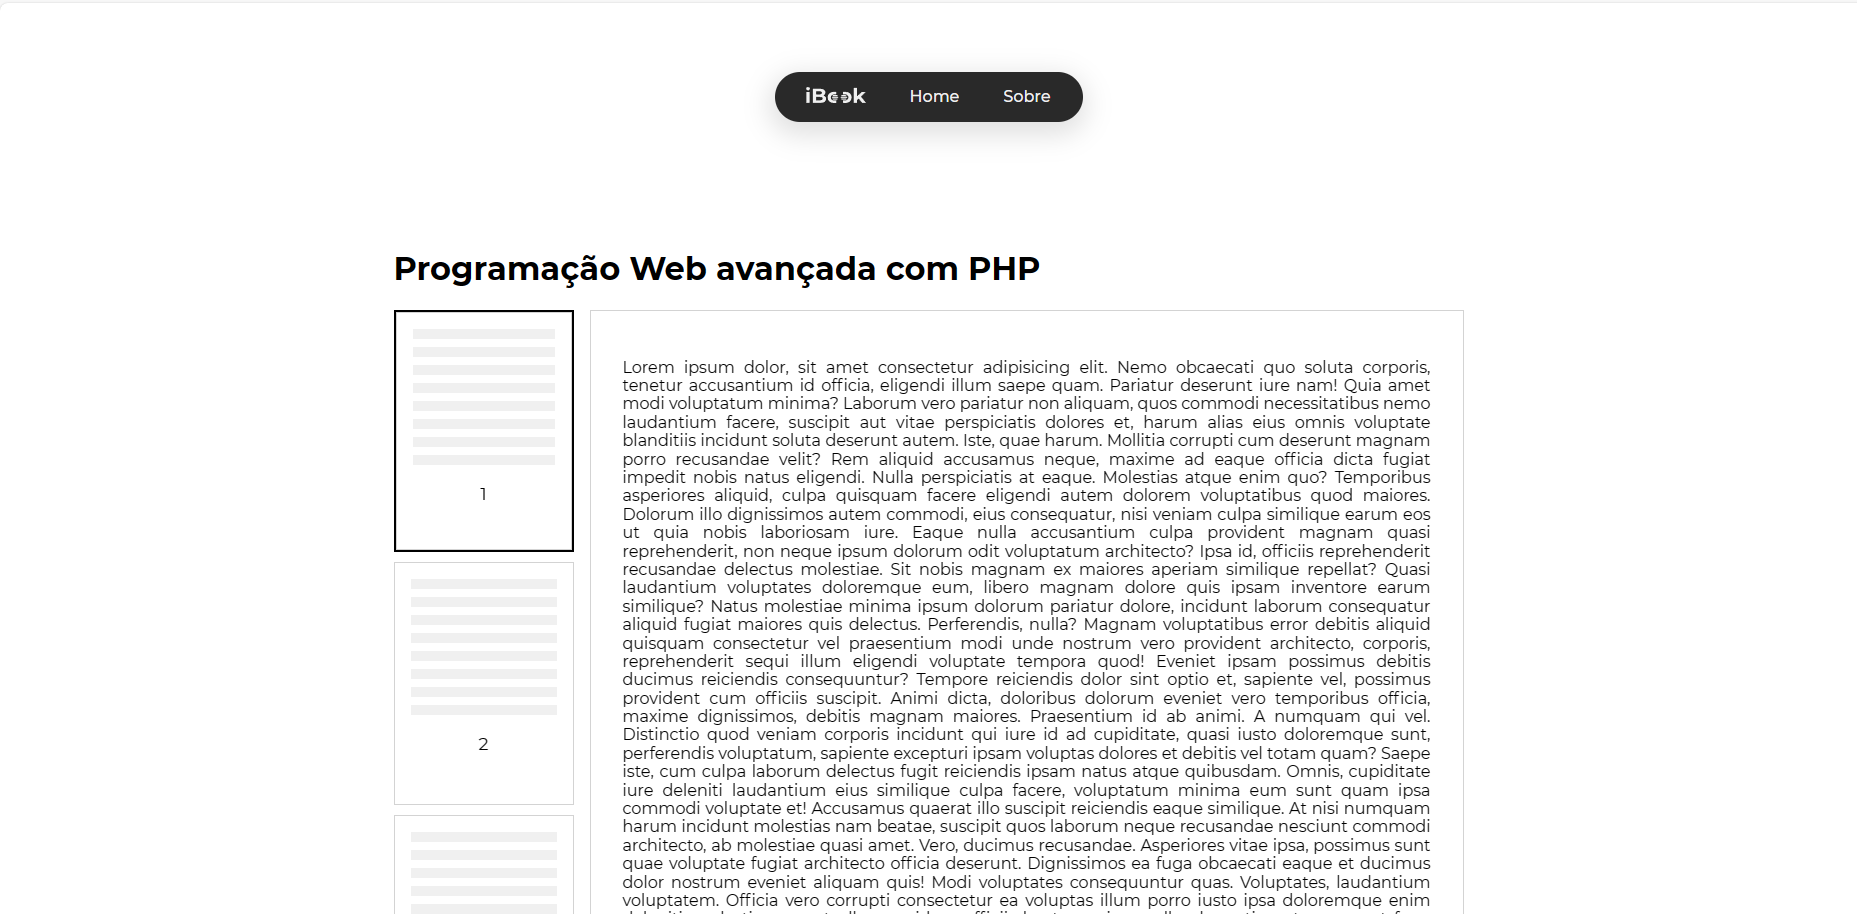 iBook Home Sobre
Programação Web avançada com PHP
1
2
Lorem ipsum dolor, sit amet consectetur adipisicing elit. Nemo obcaecati quo soluta corporis,
tenetur accusantium id officia, eligendi illum saepe quam. Pariatur deserunt iure nam! Quia amet
modi voluptatum minima? Laborum vero pariatur non aliquam, quos commodi necessitatibus nemo
laudantium facere, suscipit aut vitae perspiciatis dolores et, harum alias eius omnis voluptate
blanditiis incidunt soluta deserunt autem. Iste, quae harum. Mollitia corrupti cum deserunt magnam
porro recusandae velit? Rem aliquid accusamus neque, maxime ad eaque officia dicta fugiat
impedit nobis natus eligendi. Nulla perspiciatis at eaque. Molestias atque enim quo? Temporibus
asperiores aliquid, culpa quisquam facere eligendi autem dolorem voluptatibus quod maiores.
Dolorum illo dignissimos autem commodi, eius consequatur, nisi veniam culpa similique earum eos
ut quia nobis laboriosam iure. Eaque nulla accusantium culpa provident magnam quasi
reprehenderit, non neque ipsum dolorum odit voluptatum architecto? Ipsa id, officiis reprehenderit
recusandae delectus molestiae. Sit nobis magnam ex maiores aperiam similique repellat? Quasi
laudantium voluptates doloremque eum, libero magnam dolore quis ipsam inventore earum
similique? Natus molestiae minima ipsum dolorum pariatur dolore, incidunt laborum consequatur
aliquid fugiat maiores quis delectus. Perferendis, nulla? Magnam voluptatibus error debitis aliquid
quisquam consectetur vel praesentium modi unde nostrum vero provident architecto, corporis,
reprehenderit sequi illum eligendi voluptate tempora quod! Eveniet ipsam possimus debitis
ducimus reiciendis consequuntur? Tempore reiciendis dolor sint optio et, sapiente vel, possimus
provident cum officiis suscipit. Animi dicta, doloribus dolorum eveniet vero temporibus officia,
maxime dignissimos, debitis magnam maiores. Praesentium id ab animi. A numquam qui vel.
Distinctio quod veniam corporis incidunt qui iure id ad cupiditate, quasi iusto doloremque sunt,
perferendis voluptatum, sapiente excepturi ipsam voluptas dolores et debitis vel totam quam? Saepe
iste, cum culpa laborum delectus fugit reiciendis ipsam natus atque quibusdam. Omnis, cupiditate
iure deleniti laudantium eius similique culpa facere, voluptatum minima eum sunt quam ipsa
commodi voluptate et! Accusamus quaerat illo suscipit reiciendis eaque similique. At nisi numquam
harum incidunt molestias nam beatae, suscipit quos laborum neque recusandae nesciunt commodi
architecto, ab molestiae quasi amet. Vero, ducimus recusandae. Asperiores vitae ipsa, possimus sunt
quae voluptate fugiat architecto officia deserunt. Dignissimos ea fuga obcaecati eaque et ducimus
dolor nostrum eveniet aliquam quis! Modi voluptates consequuntur quas. Voluptates, laudantium
voluptatem. Officia vero corrupti consectetur ea voluptas illum porro iusto ipsa doloremque enim